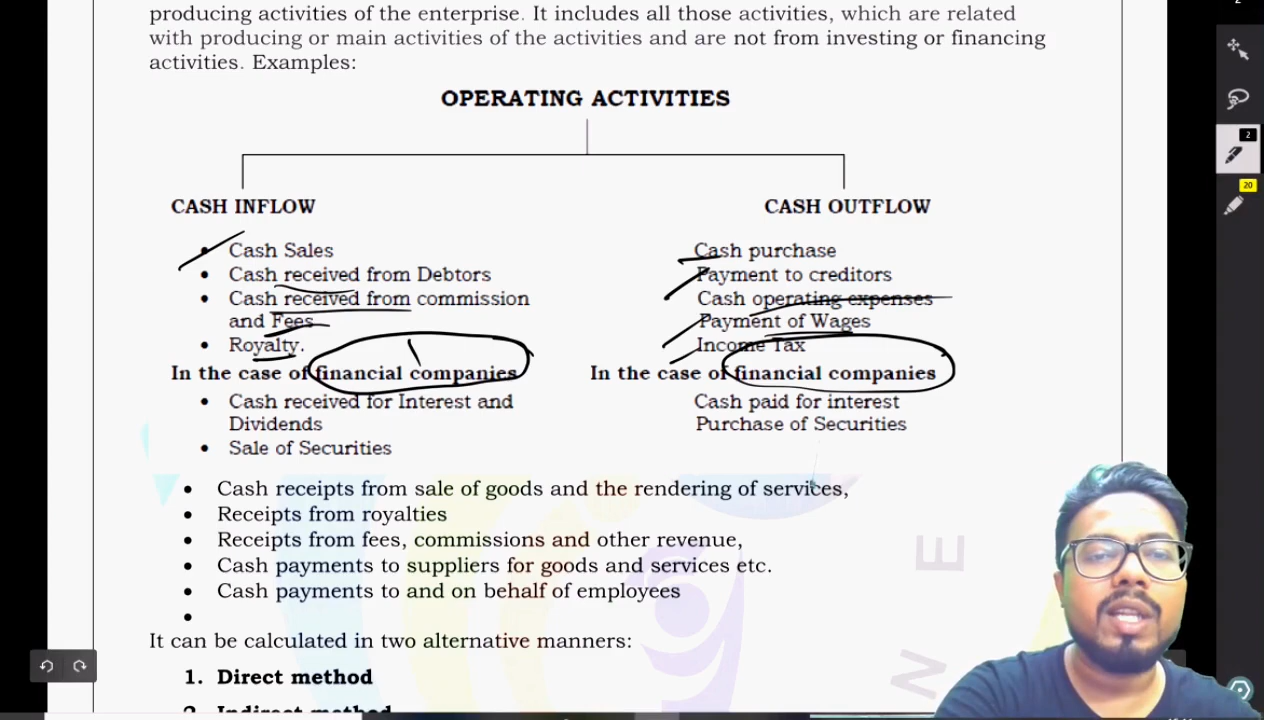 producing activities of the enterprise. It includes all those activities, which are related
with producing or main activities of the activities and are not from investing or financing
activities. Examples:
OPERATING ACTIVITIES
CASH INFLOW
• Cash Sales
• Cash received from Debtors
• Cash received from commission
and Fees
• Royalty.
In the case of financial companies
• Cash received for Interest and
Dividends
• Sale of Securities
CASH OUTFLOW
Cash purchase
Payment to creditors
Cash operating expenses
Payment of Wages
Income Tax
In the case of financial companies
Cash paid for interest
Purchase of Securities
• Cash receipts from sale of goods and the rendering of services,
• Receipts from royalties
• Receipts from fees, commissions and other revenue,
• Cash payments to suppliers for goods and services etc.
• Cash payments to and on behalf of employees
•
It can be calculated in two alternative manners:
1. Direct method
2. Indirect method
2
20
N E